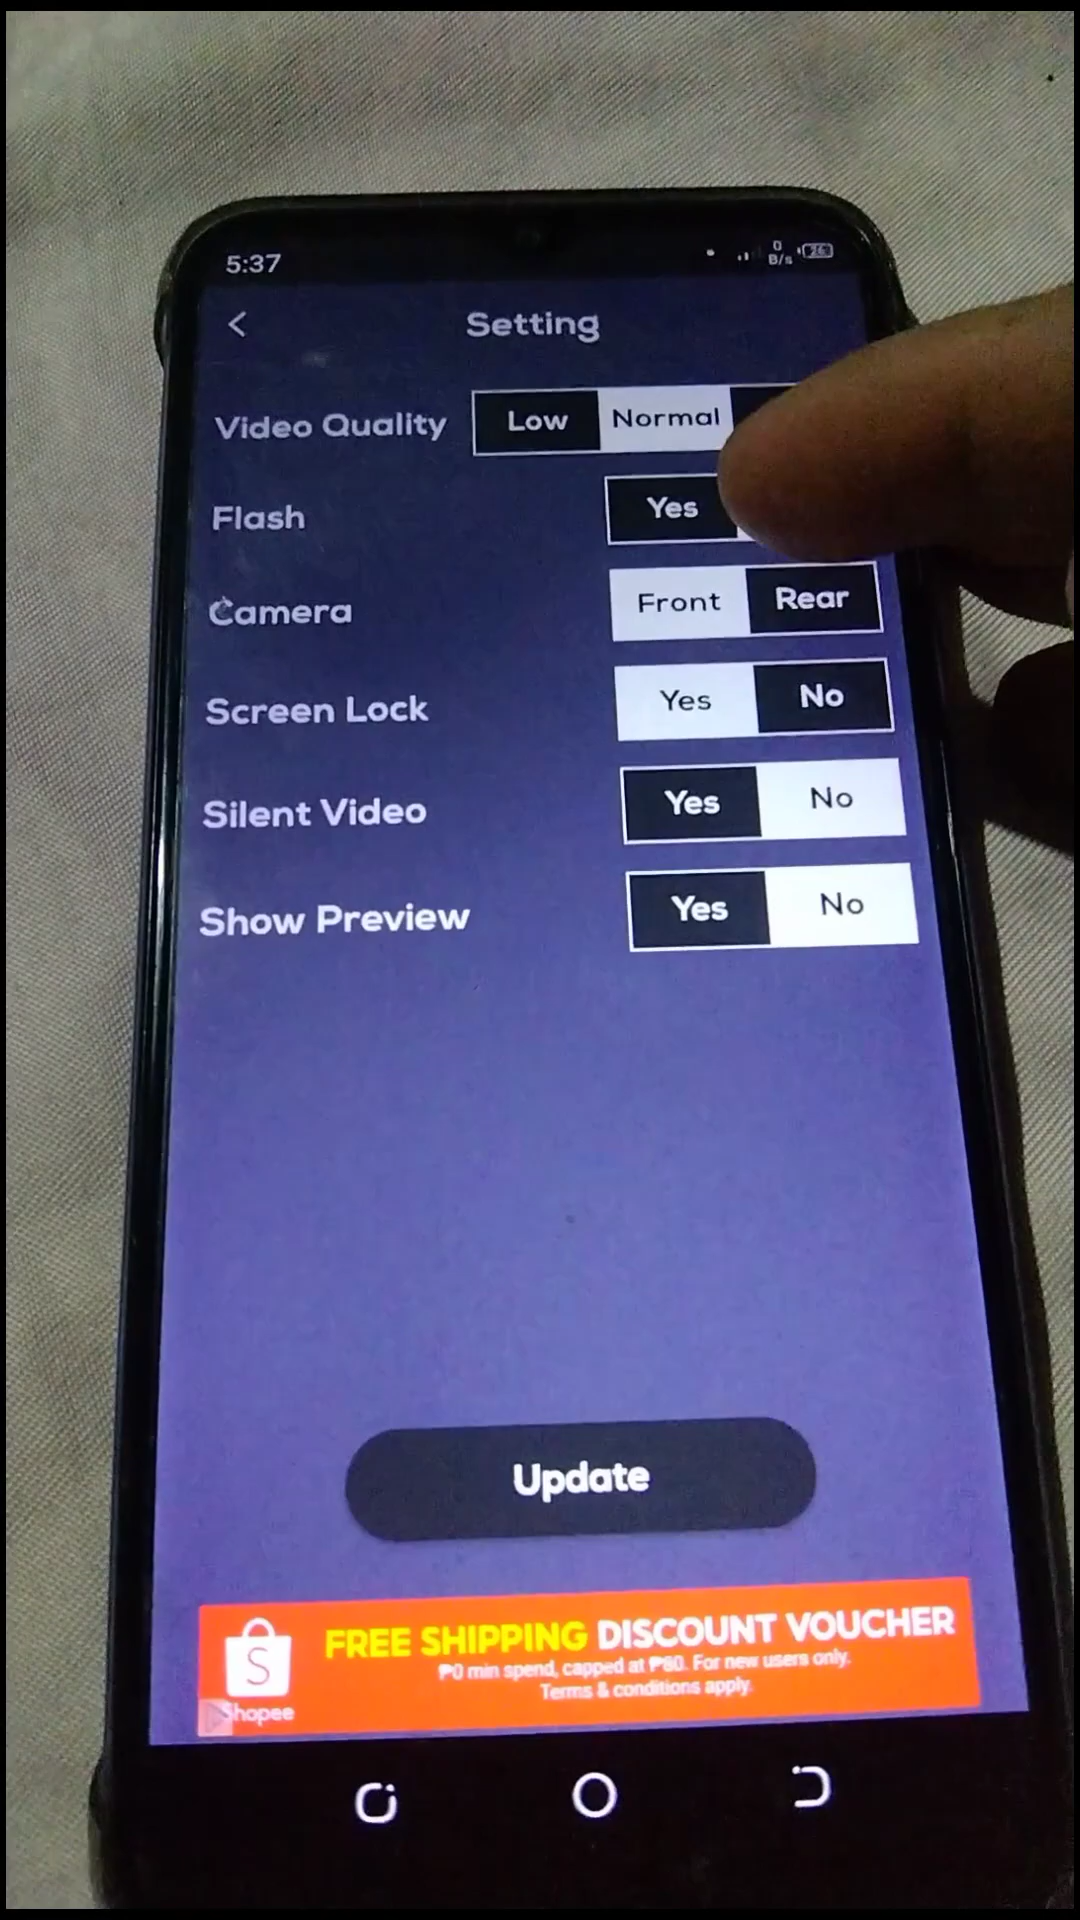 5:37
0 B/s 26
Setting
Video Quality Low Normal
Flash Yes
Camera Front Rear
Screen Lock Yes No
Silent Video Yes No
Show Preview Yes No
Update
FREE SHIPPING DISCOUNT VOUCHER
₱0 min spend, capped at ₱80. For new users only.
Terms & conditions apply.
Shopee